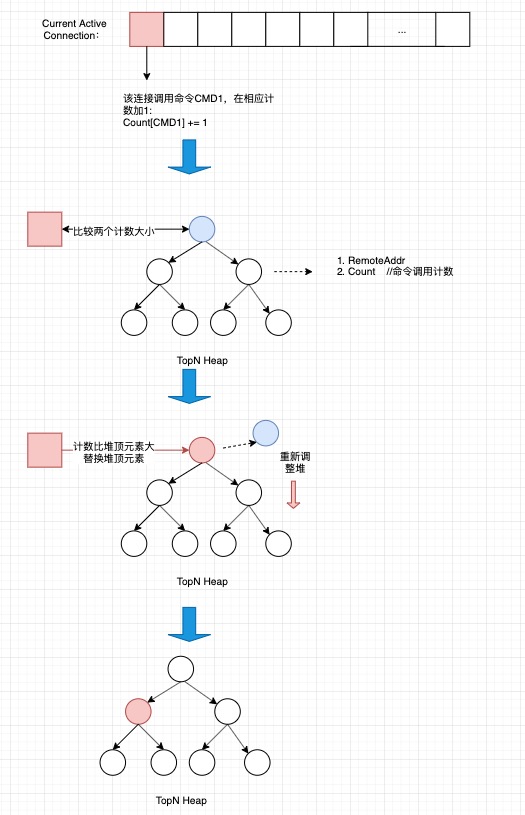 Current Active
Connection：
...
该连接调用命令CMD1，在相应计
数加1:
Count[CMD1] += 1
比较两个计数大小
1. RemoteAddr
2. Count //命令调用计数
TopN Heap
计数比堆顶元素大
替换堆顶元素
重新调
整堆
TopN Heap
TopN Heap